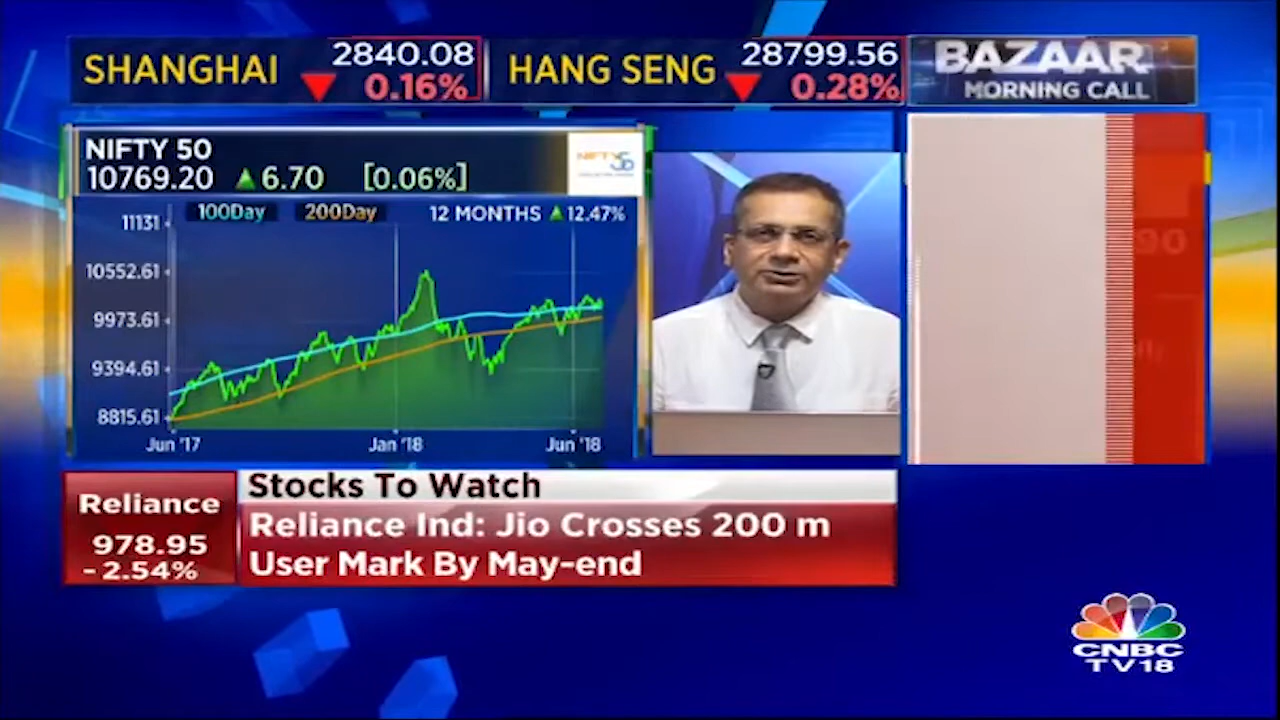 SHANGHAI
2840.08
0.16%
HANG SENG
28799.56
0.28%
BAZAAR
MORNING CALL
NIFTY 50
10769.20 6.70 [0.06%]
100Day 200Day 12 MONTHS 12.47%
11131
10552.61
9973.61
9394.61
8815.61
Jun '17 Jan '18 Jun '18
90
Reliance
978.95
-2.54%
Stocks To Watch
Reliance Ind: Jio Crosses 200 m
User Mark By May-end
CNBC
TV18